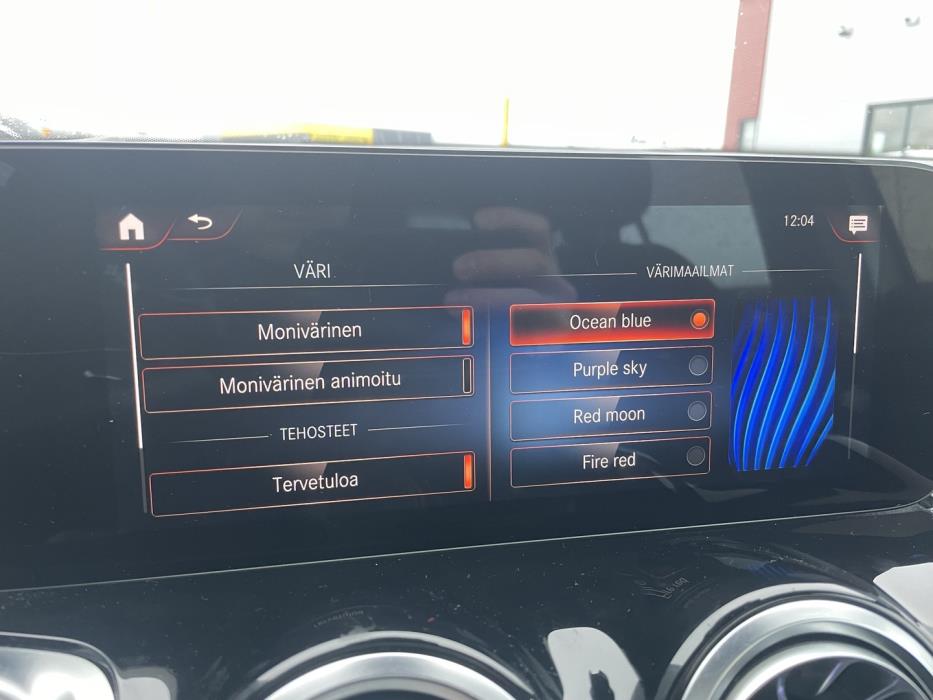 12:04
VÄRI
Monivärinen
Monivärinen animoitu
TEHOSTEET
Tervetuloa
VÄRIMAAILMAT
Ocean blue
Purple sky
Red moon
Fire red